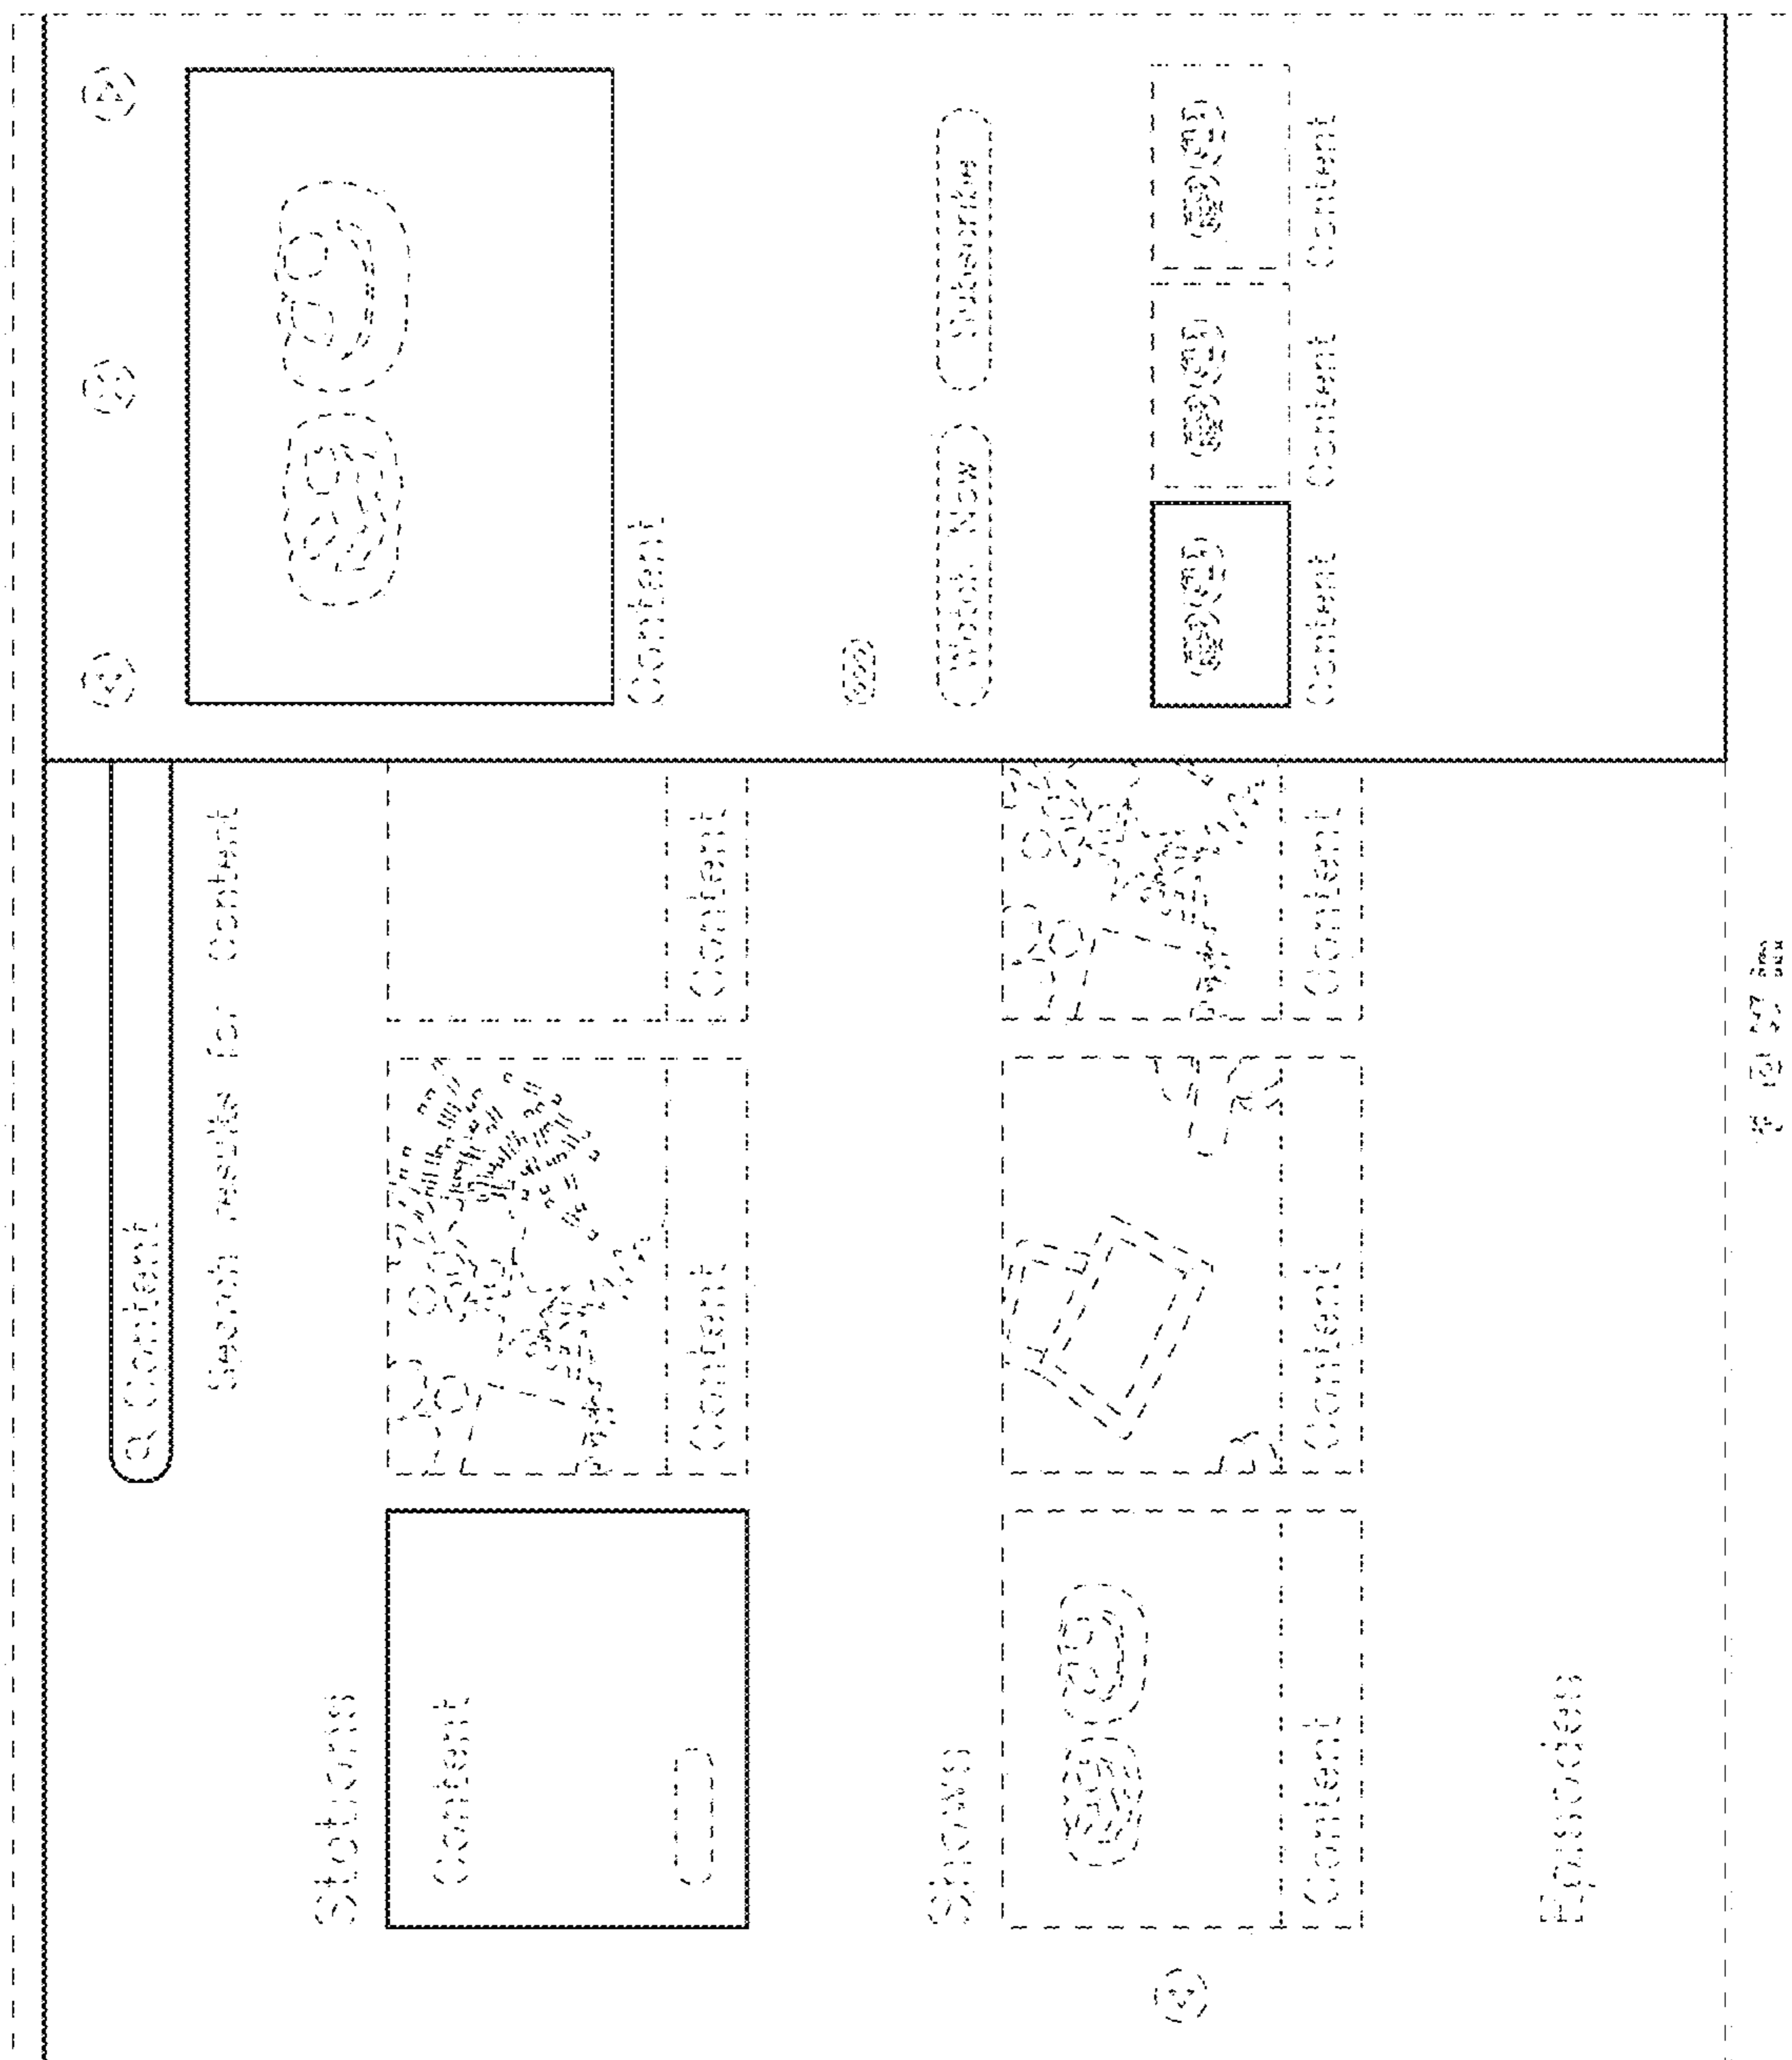 Content
Search results for Content
Stations
Content
Content
Content
Shows
Content
Content
Content
Episodes
Content
Watch Now
Subscribe
Content
Content
Content